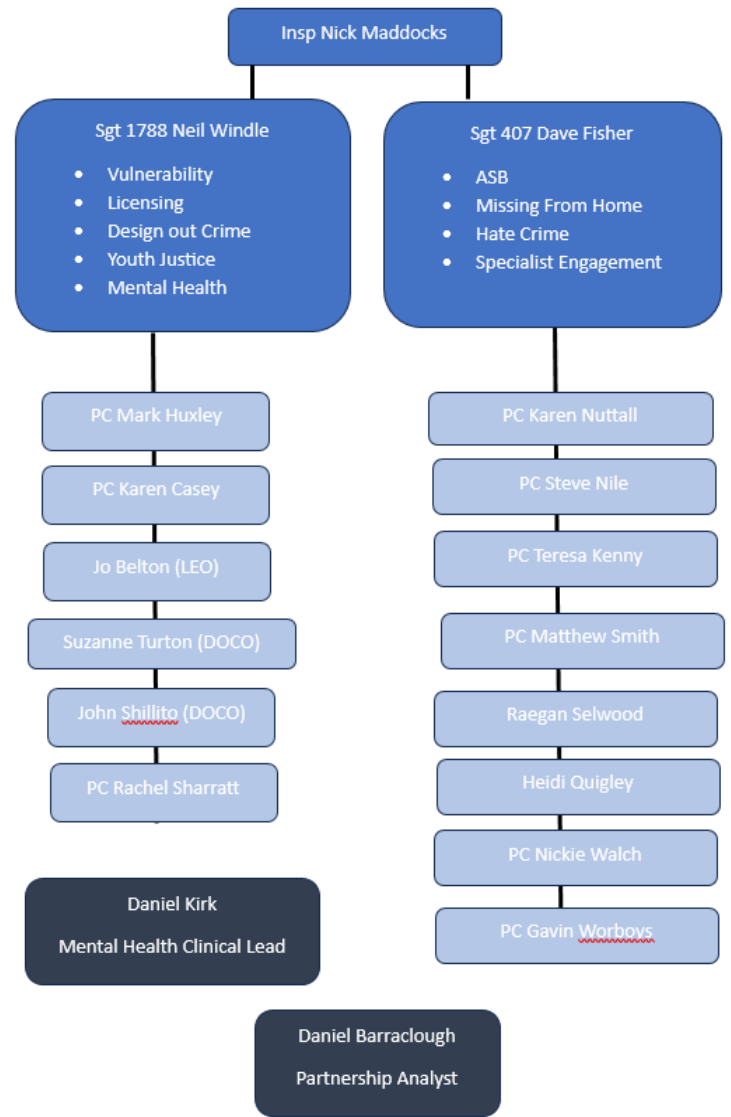 Insp Nick Maddocks
Sgt 1788 Neil Windle
• Vulnerability
• Licensing
• Design out Crime
• Youth Justice
• Mental Health
Sgt 407 Dave Fisher
• ASB
• Missing From Home
• Hate Crime
• Specialist Engagement
PC Mark Huxley
PC Karen Casey
Jo Belton (LEO)
Suzanne Turton (DOCO)
John Shillito (DOCO)
PC Rachel Sharratt
PC Karen Nuttall
PC Steve Nile
PC Teresa Kenny
PC Matthew Smith
Raegan Selwood
Heidi Quigley
PC Nickie Walch
PC Gavin Worboys
Daniel Kirk
Mental Health Clinical Lead
Daniel Barraclough
Partnership Analyst